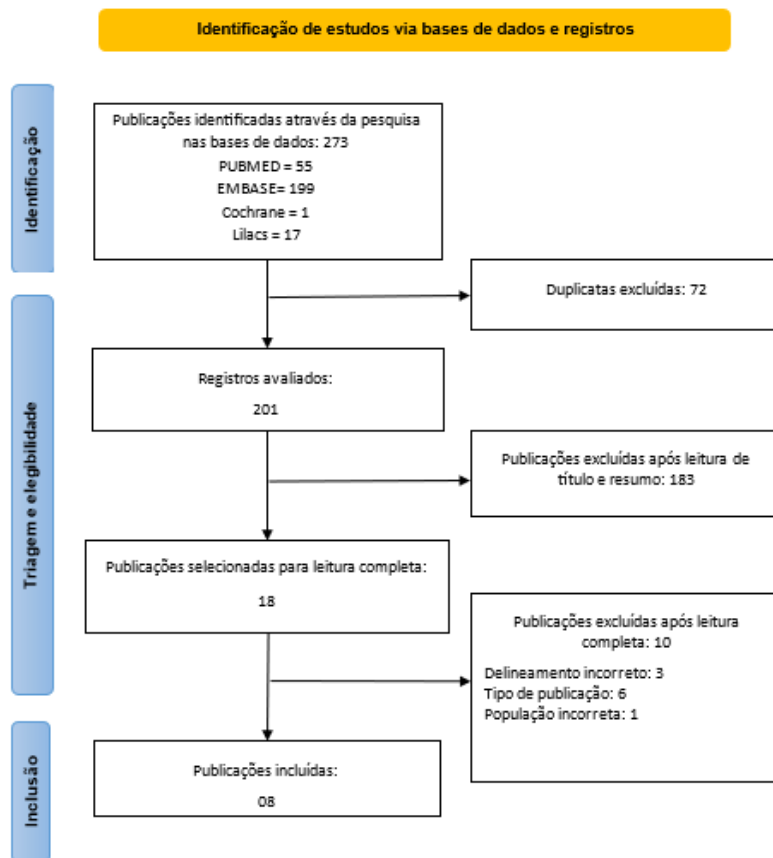 Identificação de estudos via bases de dados e registros
Identificação
Publicações identificadas através da pesquisa
nas bases de dados: 273
PUBMED = 55
EMBASE= 199
Cochrane = 1
Lilacs = 17
Duplicatas excluídas: 72
Triagem e elegibilidade
Registros avaliados:
201
Publicações excluídas após leitura de
título e resumo: 183
Publicações selecionadas para leitura completa:
18
Publicações excluídas após leitura
completa: 10
Delineamento incorreto: 3
Tipo de publicação: 6
População incorreta: 1
Inclusão
Publicações incluídas:
08